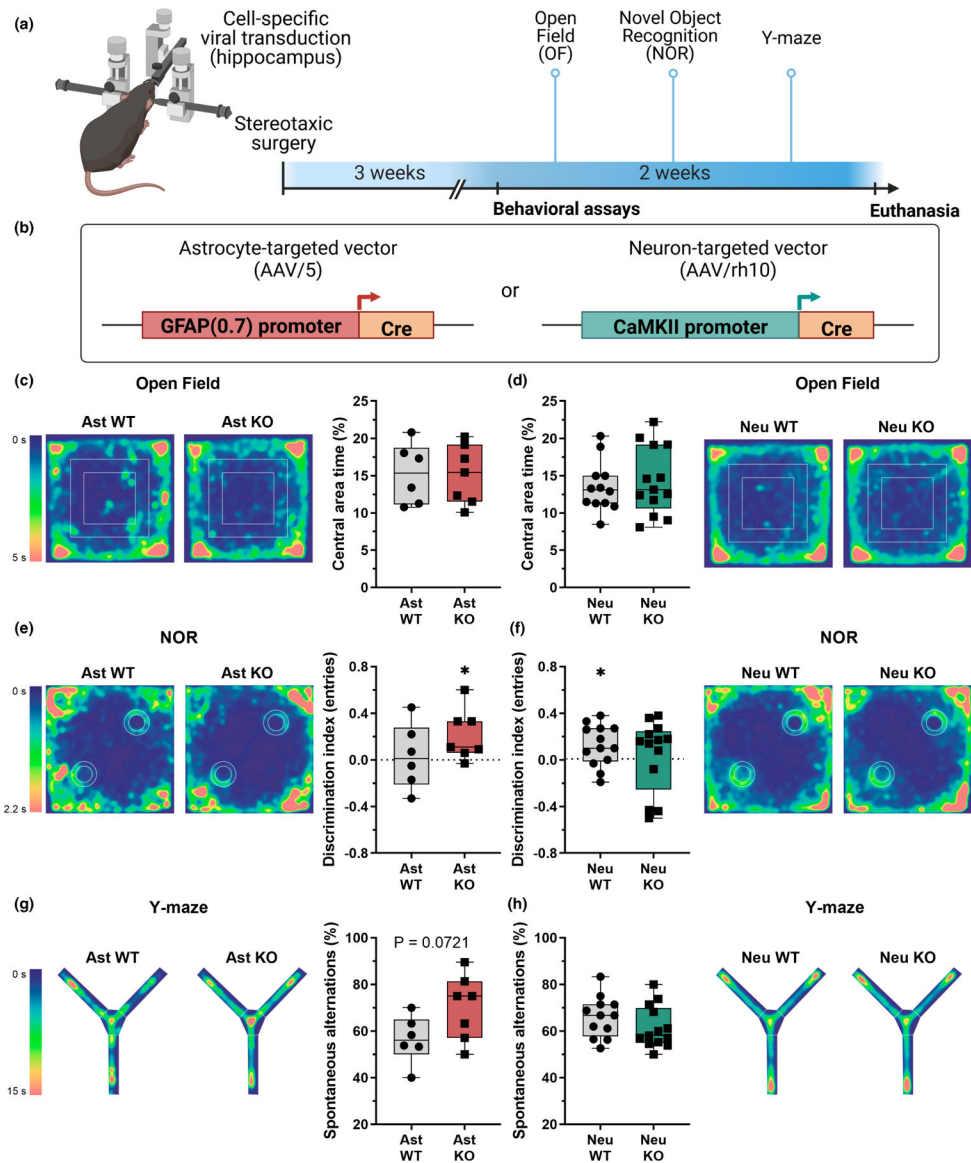 (a)
Cell-specific
viral transduction
(hippocampus)
Stereotaxic
surgery
Open
Field
(OF)
Novel Object
Recognition
(NOR)
Y-maze
3 weeks
2 weeks
Behavioral assays
Euthanasia
(b)
Astrocyte-targeted vector
(AAV/5)
GFAP(0.7) promoter
Cre
or
Neuron-targeted vector
(AAV/rh10)
CaMKII promoter
Cre
(c)
Open Field
Ast WT
Ast KO
0 s
5 s
Central area time (%)
25
20
15
10
5
0
Ast
WT
Ast
KO
(d)
Open Field
Central area time (%)
25
20
15
10
5
0
Neu
WT
Neu
KO
Neu WT
Neu KO
(e)
NOR
Ast WT
Ast KO
0 s
2.2 s
Discrimination index (entries)
0.8
0.4
0.0
-0.4
-0.8
*
Ast
WT
Ast
KO
(f)
NOR
Discrimination index (entries)
0.8
0.4
0.0
-0.4
-0.8
*
Neu
WT
Neu
KO
Neu WT
Neu KO
(g)
Y-maze
Ast WT
Ast KO
0 s
15 s
Spontaneous alternations (%)
100
80
60
40
20
P = 0.0721
Ast
WT
Ast
KO
(h)
Y-maze
Spontaneous alternations (%)
100
80
60
40
20
Neu
WT
Neu
KO
Neu WT
Neu KO